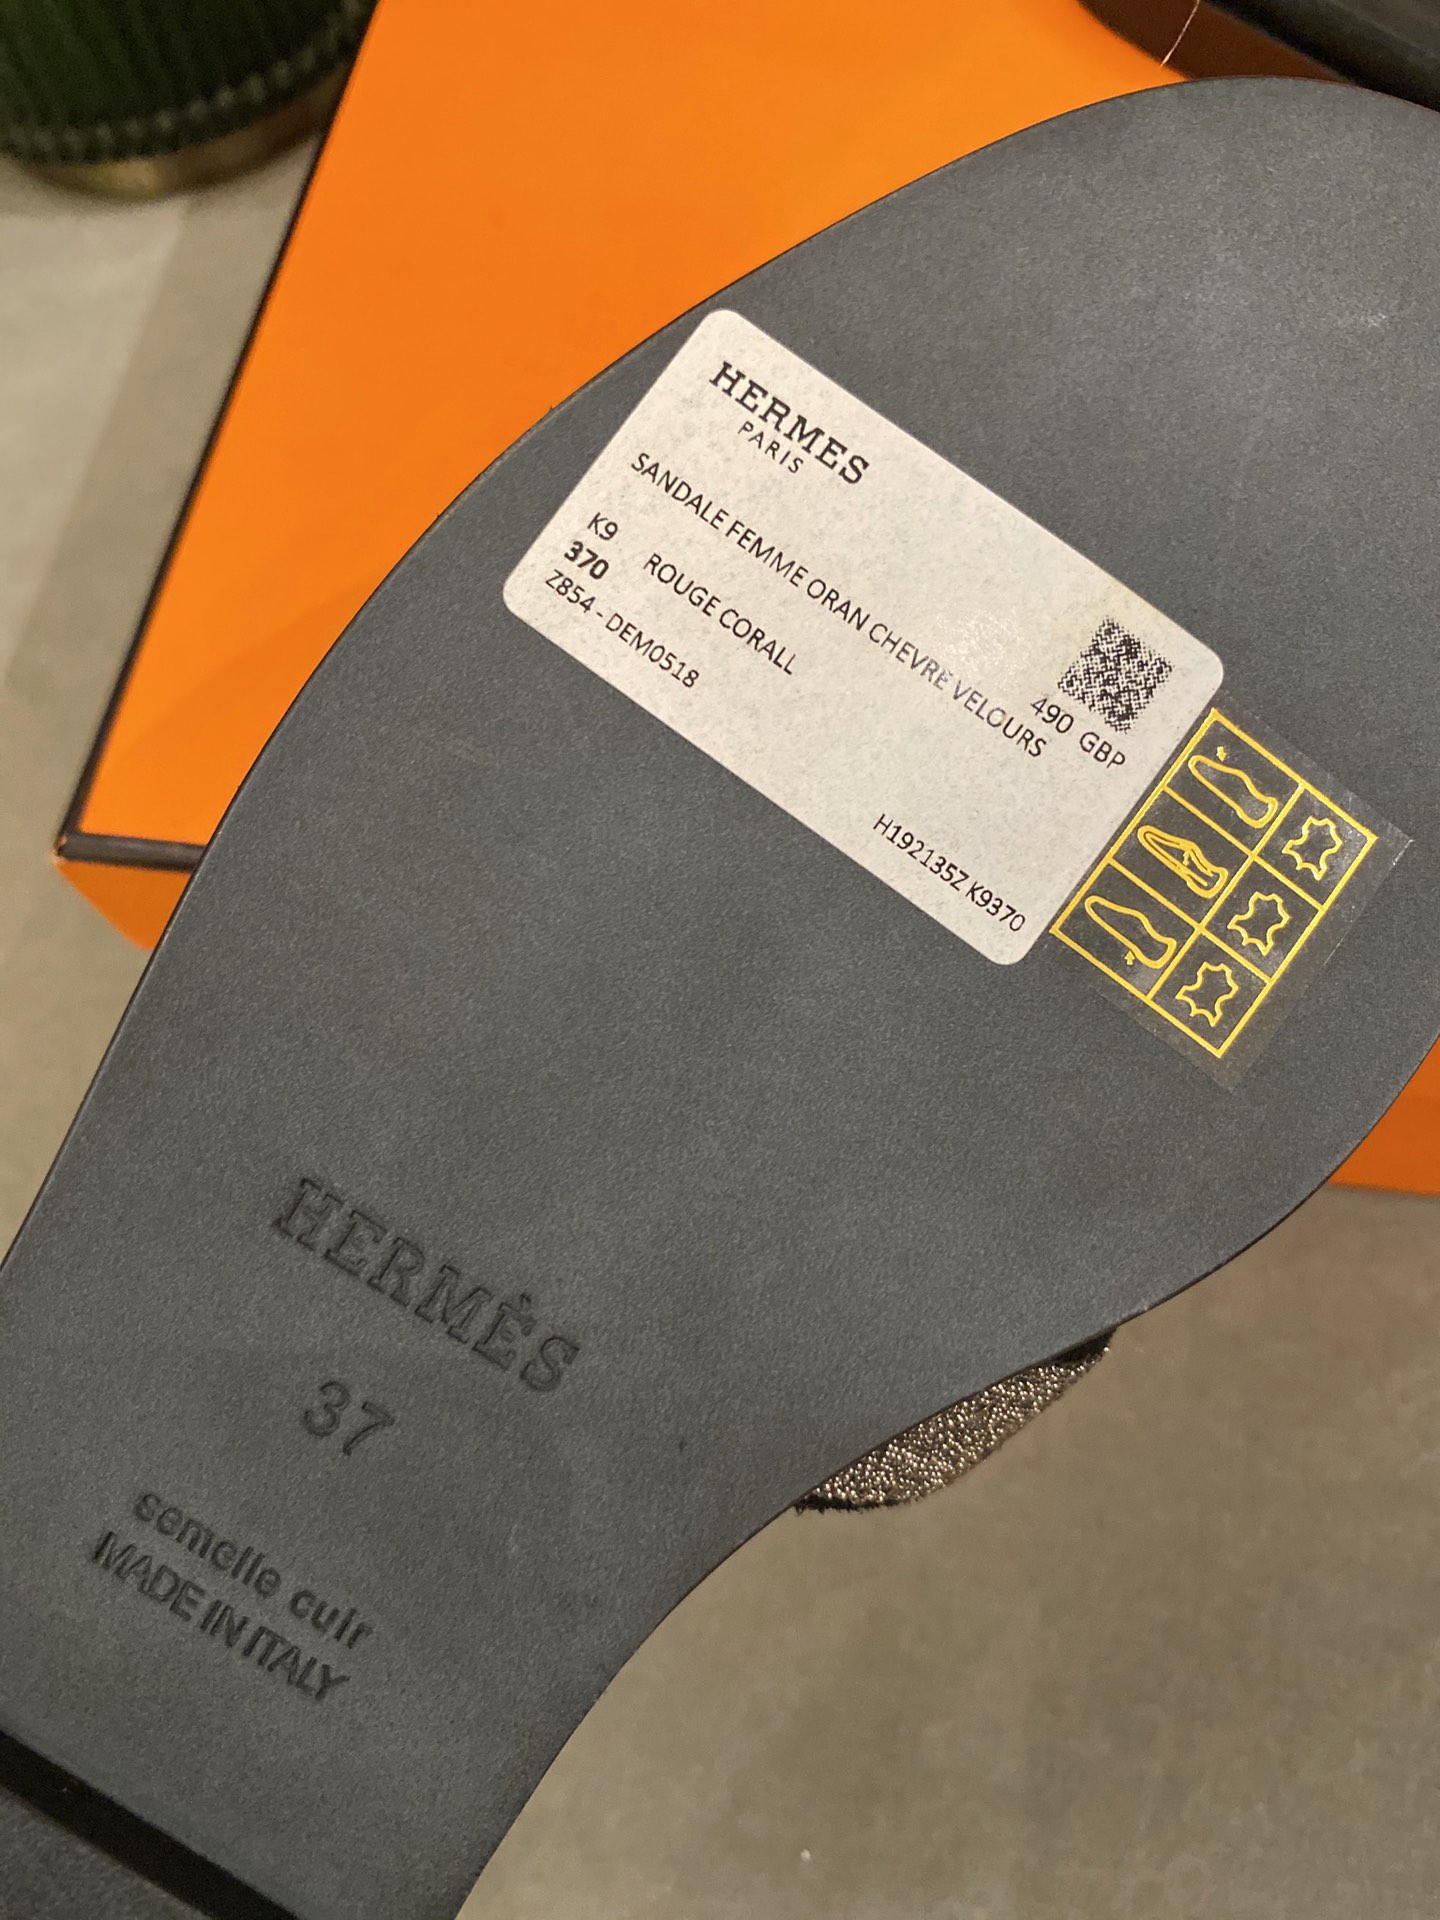 HERMES
PARIS
SANDALE FEMME ORAN CHEVRE VELOURS
K9 ROUGE CORALL
370
Z854 - DEM0518
490 GBP
H192135Z K9370
HERMÈS
37
semelle cuir
MADE IN ITALY